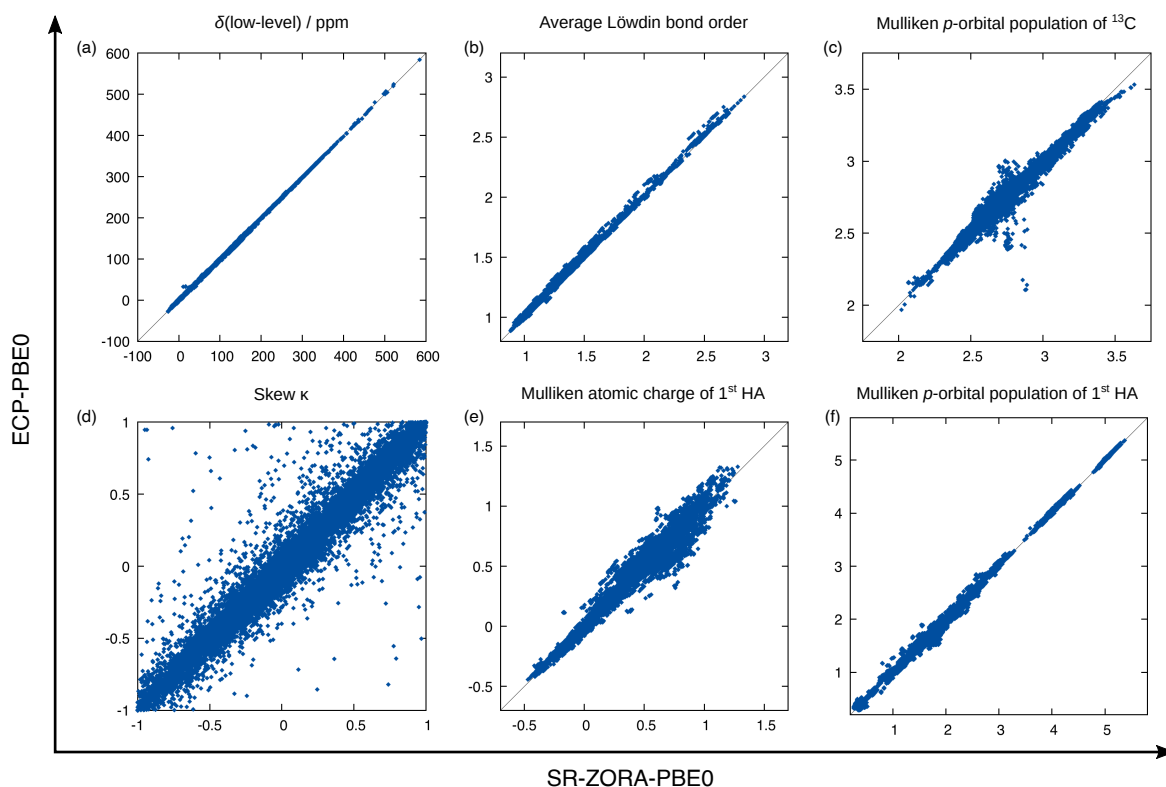 δ(low-level) / ppm
Average Löwdin bond order
Mulliken p-orbital population of ¹³C
(a)
(b)
(c)
600
500
400
300
200
100
0
-100
-100 0 100 200 300 400 500 600
3
2.5
2
1.5
1
1 1.5 2 2.5 3
3.5
3
2.5
2
2 2.5 3 3.5
Skew κ
Mulliken atomic charge of 1ˢᵗ HA
Mulliken p-orbital population of 1ˢᵗ HA
(d)
(e)
(f)
1
0.5
0
-0.5
-1
-1 -0.5 0 0.5 1
1.5
1
0.5
0
-0.5
-0.5 0 0.5 1 1.5
5
4
3
2
1
1 2 3 4 5
ECP-PBE0
SR-ZORA-PBE0